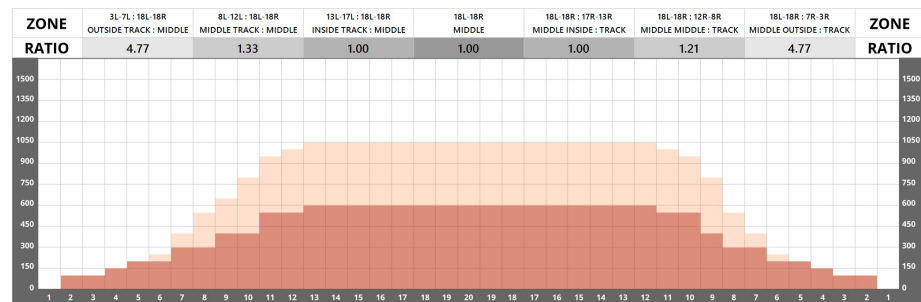 ZONE 3L-7L : 18L-18R 8L-12L : 18L-18R 13L-17L : 18L-18R 18L-18R 18L-18R : 17R-13R 18L-18R : 12R-8R 18L-18R : 7R-3R ZONE
OUTSIDE TRACK : MIDDLE MIDDLE TRACK : MIDDLE INSIDE TRACK : MIDDLE MIDDLE MIDDLE INSIDE : TRACK MIDDLE MIDDLE : TRACK MIDDLE OUTSIDE : TRACK
RATIO 4.77 1.33 1.00 1.00 1.00 1.21 4.77 RATIO
1500 1500
1350 1350
1200 1200
1050 1050
900 900
750 750
600 600
450 450
300 300
150 150
0 0
1 2 3 4 5 6 7 8 9 10 11 12 13 14 15 16 17 18 19 20 19 18 17 16 15 14 13 12 11 10 9 8 7 6 5 4 3 2 1